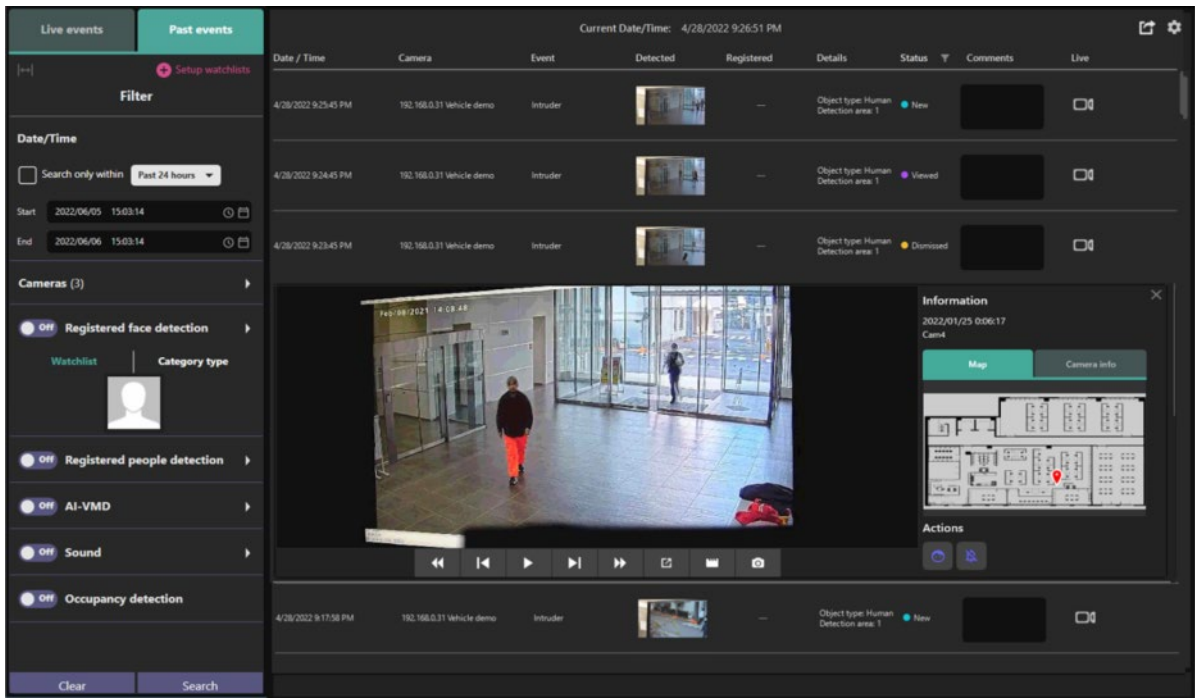 Live events
Past events
Current Date/Time: 4/28/2022 9:26:51 PM
Setup watchlists
Filter
Date/Time
Search only within
Past 24 hours
Start 2022/06/05 15:03:14
End 2022/06/06 15:03:14
Cameras (3)
Off Registered face detection
Watchlist
Category type
Off Registered people detection
Off AI-VMD
Off Sound
Off Occupancy detection
Clear
Search
Date / Time Camera Event Detected Registered Details Status Comments Live
4/28/2022 9:25:45 PM 192.168.0.31 Vehicle demo Intruder — Object type: Human New
Detection area: 1
4/28/2022 9:24:45 PM 192.168.0.31 Vehicle demo Intruder — Object type: Human Viewed
Detection area: 1
4/28/2022 9:23:45 PM 192.168.0.31 Vehicle demo Intruder — Object type: Human Dismissed
Detection area: 1
Feb/08/2021 14:08:48
Information
2022/01/25 0:06:17
Cam4
Map
Camera info
Actions
4/28/2022 9:17:58 PM 192.168.0.31 Vehicle demo Intruder — Object type: Human New
Detection area: 1